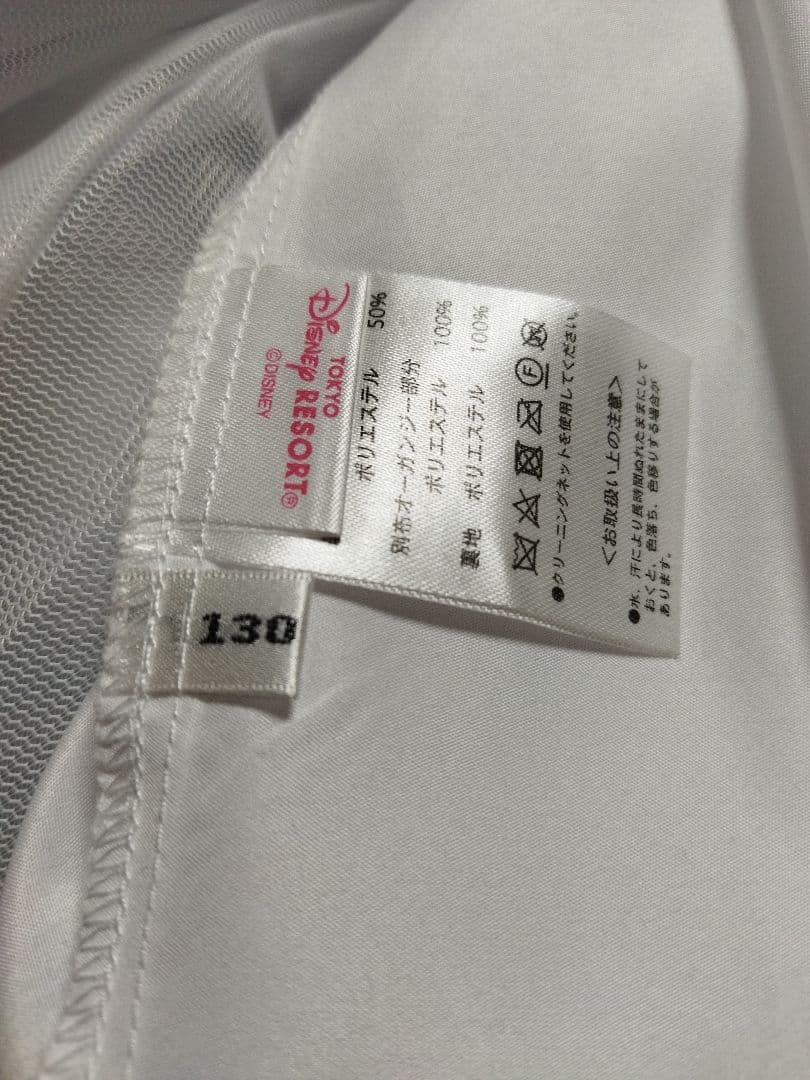 TOKYO
DISNEY RESORT®
©DISNEY
ポリエステル 50%
別布オーガンジー部分
ポリエステル 100%
裏地 ポリエステル 100%
F
●クリーニングネットを使用してください。
<お取扱い上の注意>
●水、汗により長時間ぬれたままにして
おくと、色落ち、色移りする場合が
あります。
130